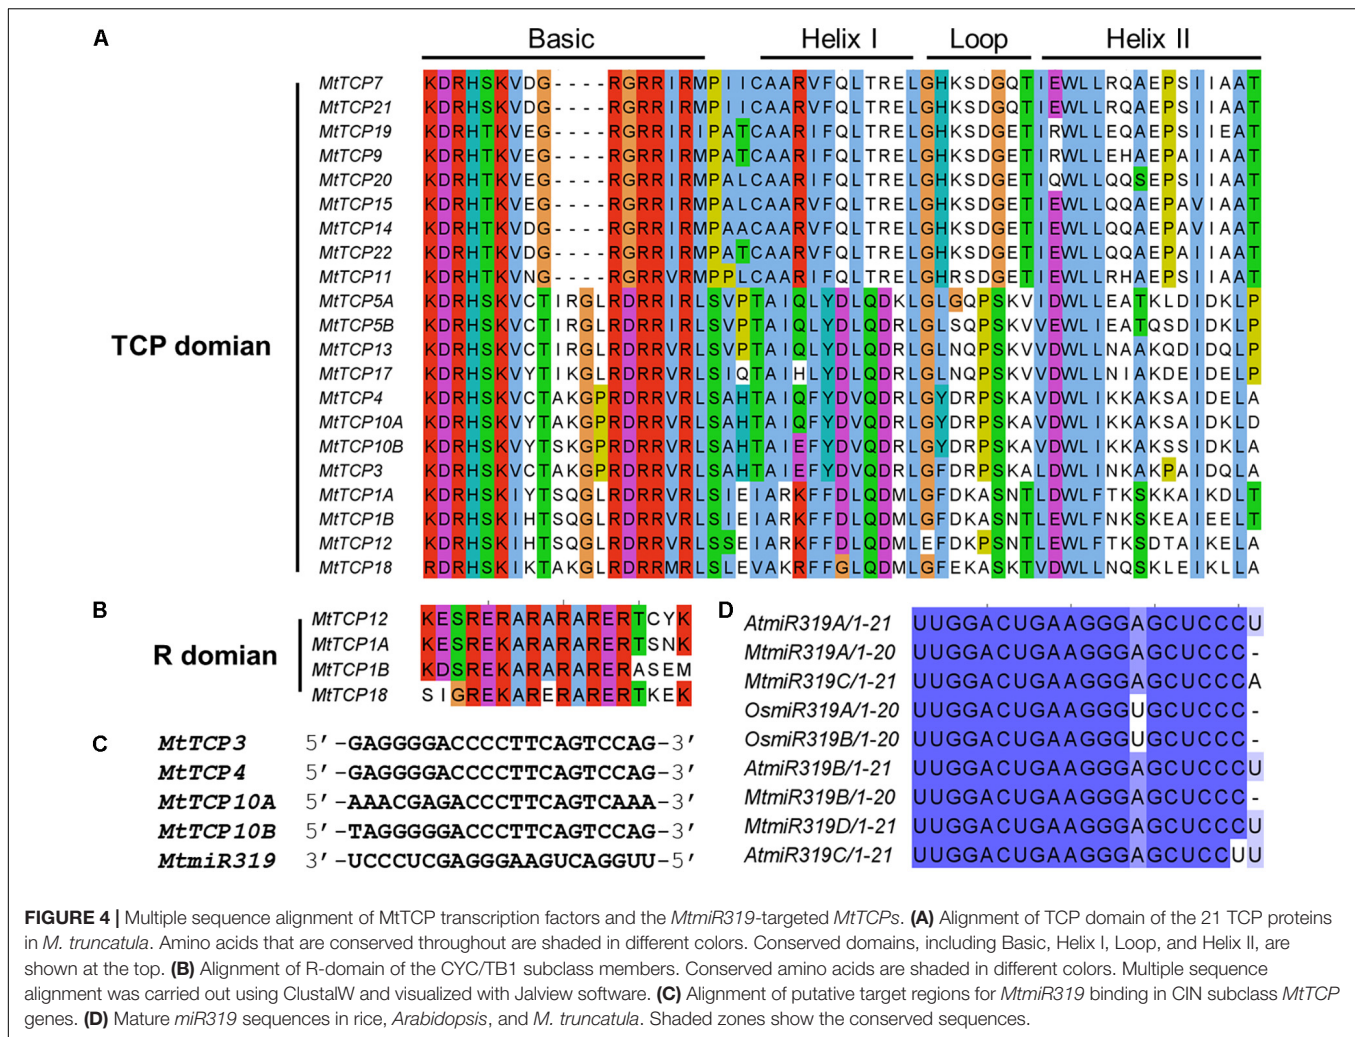 A
Basic Helix I Loop Helix II
TCP domian
MtTCP7 KDRHSKVDG----RGRRIRMPIICAARVFQLTRELGHKSDGQTIEWLLRQAEPSIIAAT
MtTCP21 KDRHTKVEG----RGRRIRMPIICAARVFQLTRELGHKSDGQTIEWLLRQAEPSIIAAT
MtTCP19 KDRHTKVEG----RGRRIRIPATCAARIFQLTRELGHKSDGETIRWLLEQAEPSIIEAT
MtTCP9 KDRHTKVEG----RGRRIRMPATCAARIFQLTRELGHKSDGETIRWLLEHAEPAIIAAT
MtTCP20 KDRHTKVEG----RGRRIRMPALCAARIFQLTRELGHKSDGETIQWLLQQSEPSIIAAT
MtTCP15 KDRHTKVDG----RGRRIRMPALCAARVFQLTRELGHKSDGETIEWLLQQAEPAVIAAT
MtTCP14 KDRHTKVDG----RGRRIRMPAACAARVFQLTRELGHKSDGETIEWLLQQAEPAVIAAT
MtTCP22 KDRHTKVDG----RGRRIRMPATCAARIFQLTRELGHKSDGETIEWLLQQAEPSIIAAT
MtTCP11 KDRHTKVNG----RGRRVRMPPLCAARIFQLTRELGHRSDGETIEWLLRHAEPSIIAAT
MtTCP5A KDRHSKVCTIRGLRDRRIRLSVPTAIQLYDLQDKLGLGQPSKVIDWLLEATKLDIDKLP
MtTCP5B KDRHSKVCTIRGLRDRRIRLSVPTAIQLYDLQDRLGLSQPSKVVEWLIEATQSDIDKLP
MtTCP13 KDRHSKVCTIRGLRDRRVRLSVPTAIQLYDLQDRLGLNQPSKVVDWLLNAAKQDIDQLP
MtTCP17 KDRHSKVYTIKGLRDRRIRLSIQTAIHLYDLQDRLGLNQPSKVVDWLLNIAKDEIDELP
MtTCP4 KDRHSKVCTAKGPRDRRVRLSAHTAIQFYDVQDRLGYDRPSKAVDWLIKKAKSAIDELA
MtTCP10A KDRHSKVYTAKGPRDRRVRLSAHTAIQFYDVQDRLGYDRPSKAVDWLIKKAKSAIDKLD
MtTCP10B KDRHSKVYTSKGPRDRRVRLSAHTAIEFYDVQDRLGYDRPSKAVDWLIKKAKSSIDKLA
MtTCP3 KDRHSKVCTAKGPRDRRVRLSAHTAIEFYDVQDRLGFDRPSKALDWLINKAKPAIDQLA
MtTCP1A KDRHSKIYTSQGLRDRRVRLSIEIARKFFDLQDMLGFDKASNTLDWLFTKSKKAIKDLT
MtTCP1B KDRHSKIHTSQGLRDRRVRLSIEIARKFFDLQDMLGFDKASNTLEWLFNKSKEAIEELT
MtTCP12 KDRHSKIHTSQGLRDRRVRLSSEIARKFFDLQDMLEFDKPSNTLEWLFTKSDTAIKELA
MtTCP18 RDRHSKIKTAKGLRDRRMRLSLEVAKRFFGLQDMLGFEKASKTVDWLLNQSKLEIKLLA
B
R domian
MtTCP12 KESRERARARARERTCYK
MtTCP1A KESREKARARARERTSNK
MtTCP1B KDSREKARARARERASEM
MtTCP18 SIGREKARERARERTKEK
C
MtTCP3 5′-GAGGGGACCCCTTCAGTCCAG-3′
MtTCP4 5′-GAGGGGACCCCTTCAGTCCAG-3′
MtTCP10A 5′-AAACGAGACCCTTCAGTCAAA-3′
MtTCP10B 5′-TAGGGGGACCCTTCAGTCCAG-3′
MtmiR319 3′-UCCCUCGAGGGAAGUCAGGUU-5′
D
AtmiR319A/1-21 UUGGACUGAAGGGAGCUCCCU
MtmiR319A/1-20 UUGGACUGAAGGGAGCUCCC-
MtmiR319C/1-21 UUGGACUGAAGGGAGCUCCCA
OsmiR319A/1-20 UUGGACUGAAGGGUGCUCCC-
OsmiR319B/1-20 UUGGACUGAAGGGUGCUCCC-
AtmiR319B/1-21 UUGGACUGAAGGGAGCUCCCU
MtmiR319B/1-20 UUGGACUGAAGGGAGCUCCC-
MtmiR319D/1-21 UUGGACUGAAGGGAGCUCCCU
AtmiR319C/1-21 UUGGACUGAAGGGAGCUCCUU
FIGURE 4 | Multiple sequence alignment of MtTCP transcription factors and the MtmiR319-targeted MtTCPs. (A) Alignment of TCP domain of the 21 TCP proteins
in M. truncatula. Amino acids that are conserved throughout are shaded in different colors. Conserved domains, including Basic, Helix I, Loop, and Helix II, are
shown at the top. (B) Alignment of R-domain of the CYC/TB1 subclass members. Conserved amino acids are shaded in different colors. Multiple sequence
alignment was carried out using ClustalW and visualized with Jalview software. (C) Alignment of putative target regions for MtmiR319 binding in CIN subclass MtTCP
genes. (D) Mature miR319 sequences in rice, Arabidopsis, and M. truncatula. Shaded zones show the conserved sequences.